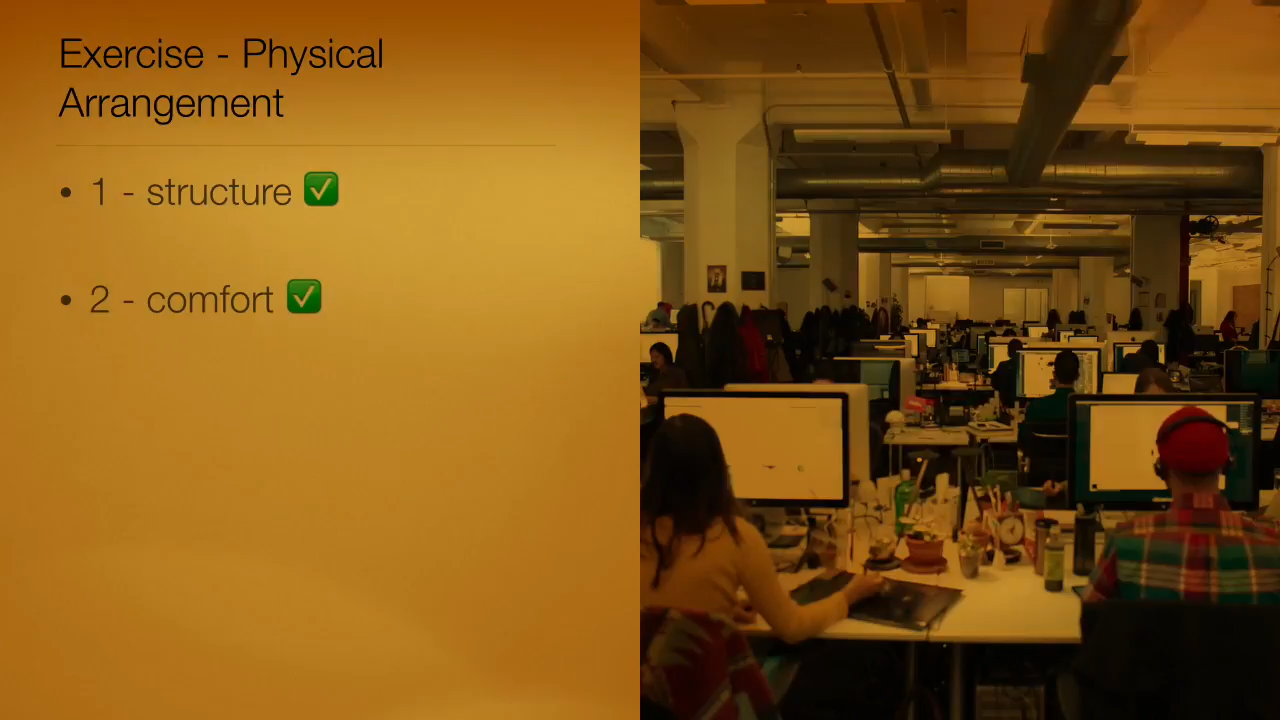 Exercise - Physical
Arrangement
• 1 - structure ✅
• 2 - comfort ✅